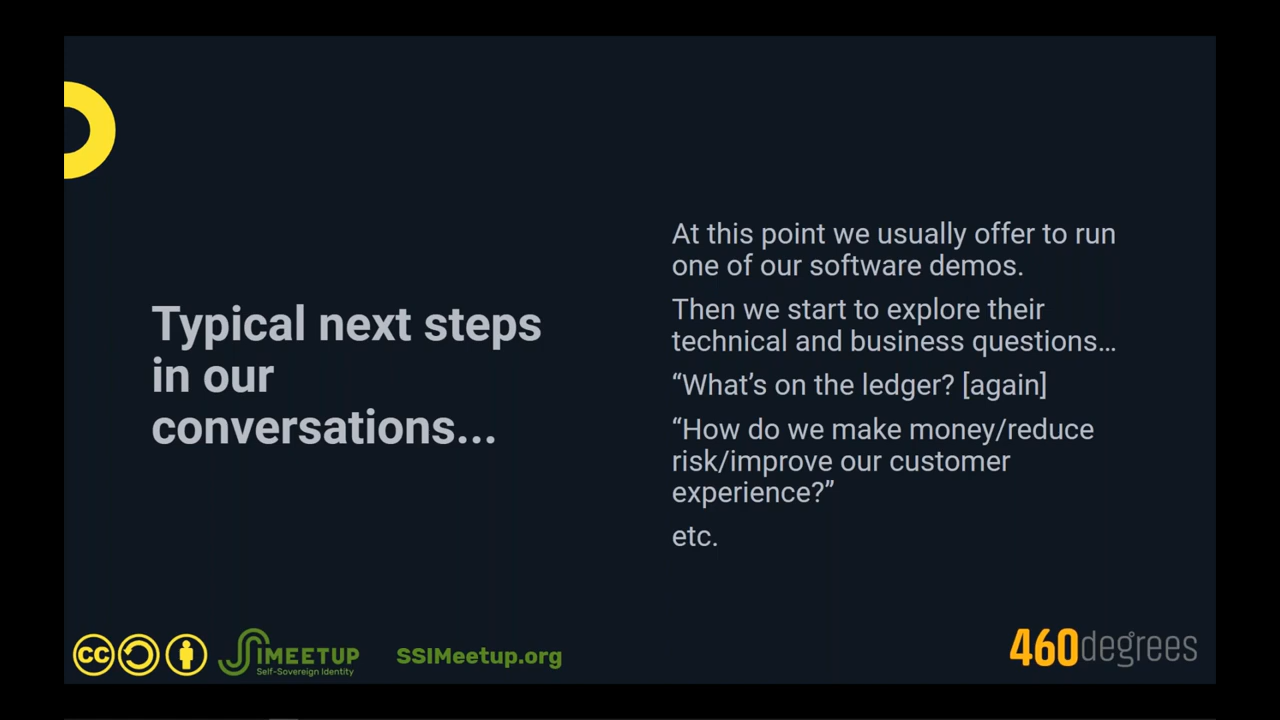 Typical next steps
in our
conversations...
At this point we usually offer to run
one of our software demos.
Then we start to explore their
technical and business questions…
“What’s on the ledger? [again]
“How do we make money/reduce
risk/improve our customer
experience?”
etc.
CC
SSIMEETUP
Self-Sovereign Identity
SSIMeetup.org
460degrees